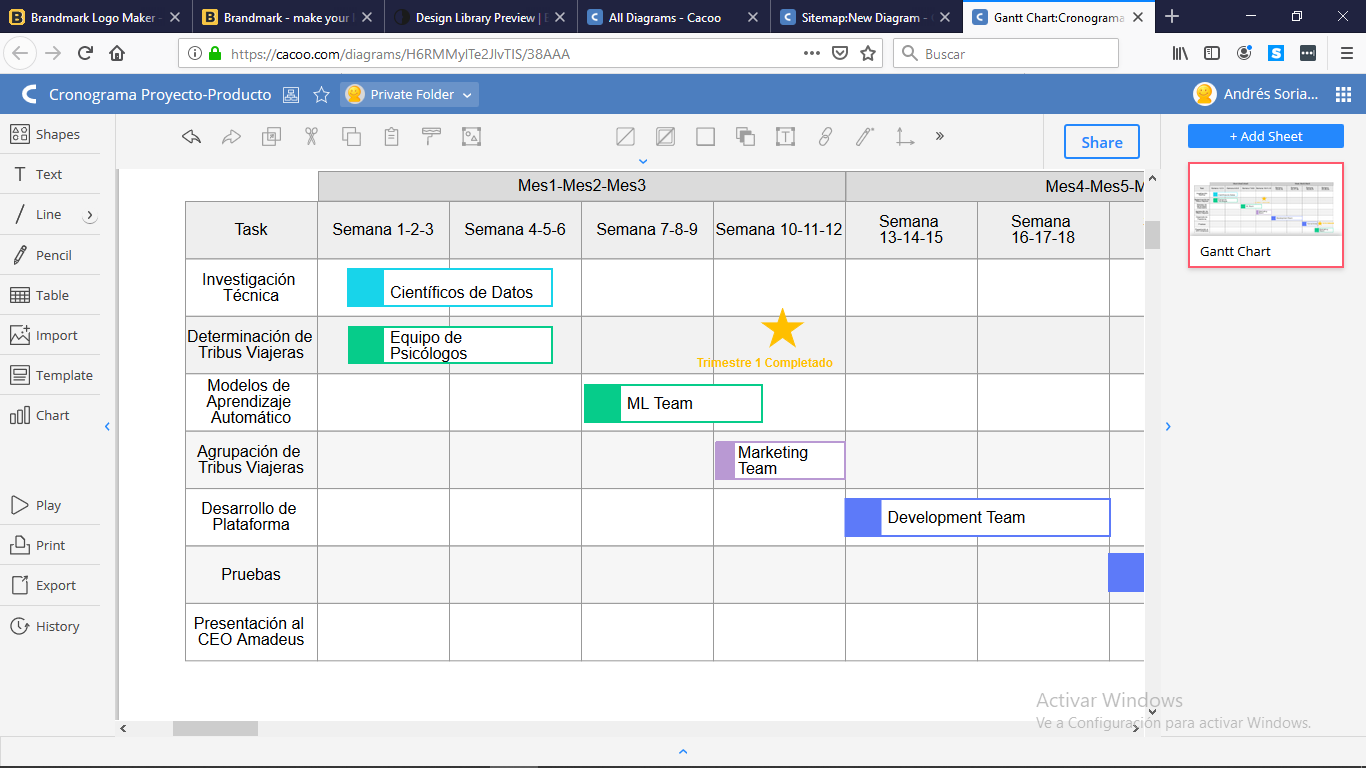 Brandmark Logo Maker -
Brandmark - make your
Design Library Preview |
All Diagrams - Cacoo
Sitemap:New Diagram -
Gantt Chart:Cronograma
https://cacoo.com/diagrams/H6RMMylTe2JlvTIS/38AAA
Buscar
Cronograma Proyecto-Producto
Private Folder
Andrés Soria...
Shapes
Text
Line
Pencil
Table
Import
Template
Chart
Play
Print
Export
History
Share
+ Add Sheet
Gantt Chart
Mes1-Mes2-Mes3
Mes4-Mes5-M
Task
Semana 1-2-3
Semana 4-5-6
Semana 7-8-9
Semana 10-11-12
Semana
13-14-15
Semana
16-17-18
Investigación
Técnica
Científicos de Datos
Determinación de
Tribus Viajeras
Equipo de
Psicólogos
Trimestre 1 Completado
Modelos de
Aprendizaje
Automático
ML Team
Agrupación de
Tribus Viajeras
Marketing
Team
Desarrollo de
Plataforma
Development Team
Pruebas
Presentación al
CEO Amadeus
Activar Windows
Ve a Configuración para activar Windows.